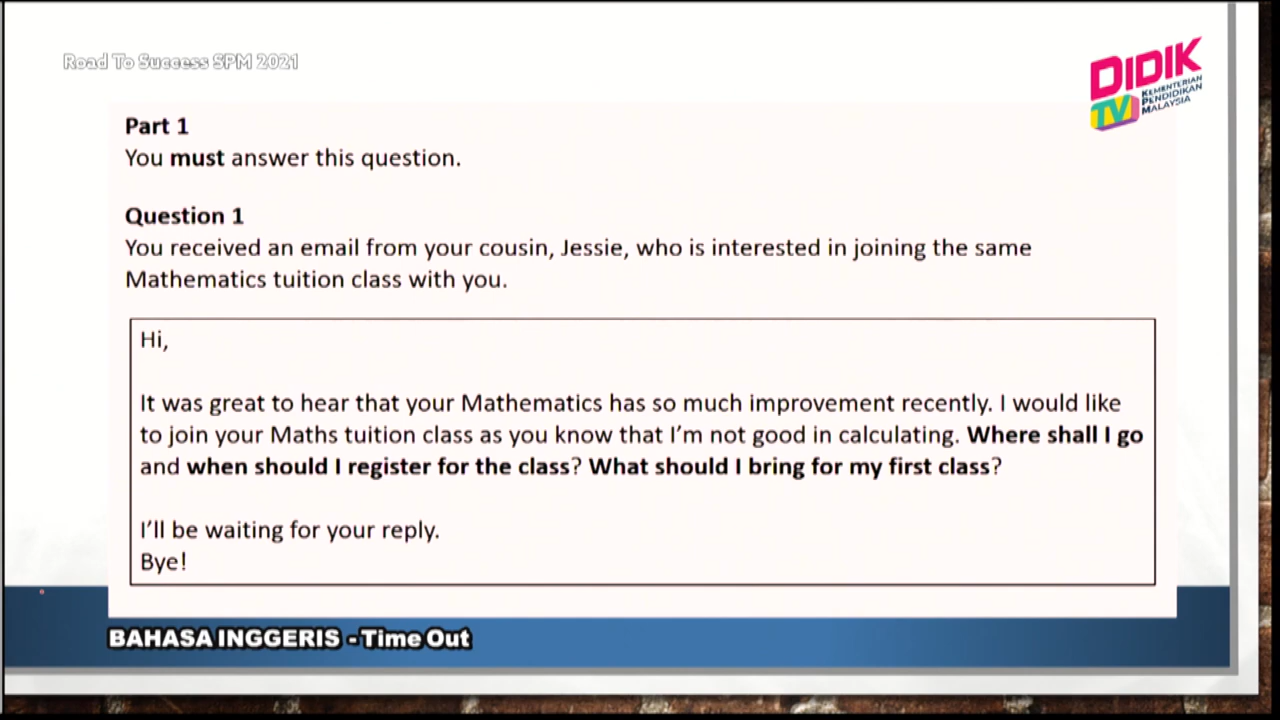 Road To Success SPM 2021
DIDIK
TV
KEMENTERIAN
PENDIDIKAN
MALAYSIA
Part 1
You must answer this question.
Question 1
You received an email from your cousin, Jessie, who is interested in joining the same
Mathematics tuition class with you.
Hi,
It was great to hear that your Mathematics has so much improvement recently. I would like
to join your Maths tuition class as you know that I'm not good in calculating. Where shall I go
and when should I register for the class? What should I bring for my first class?
I'll be waiting for your reply.
Bye!
BAHASA INGGERIS - Time Out